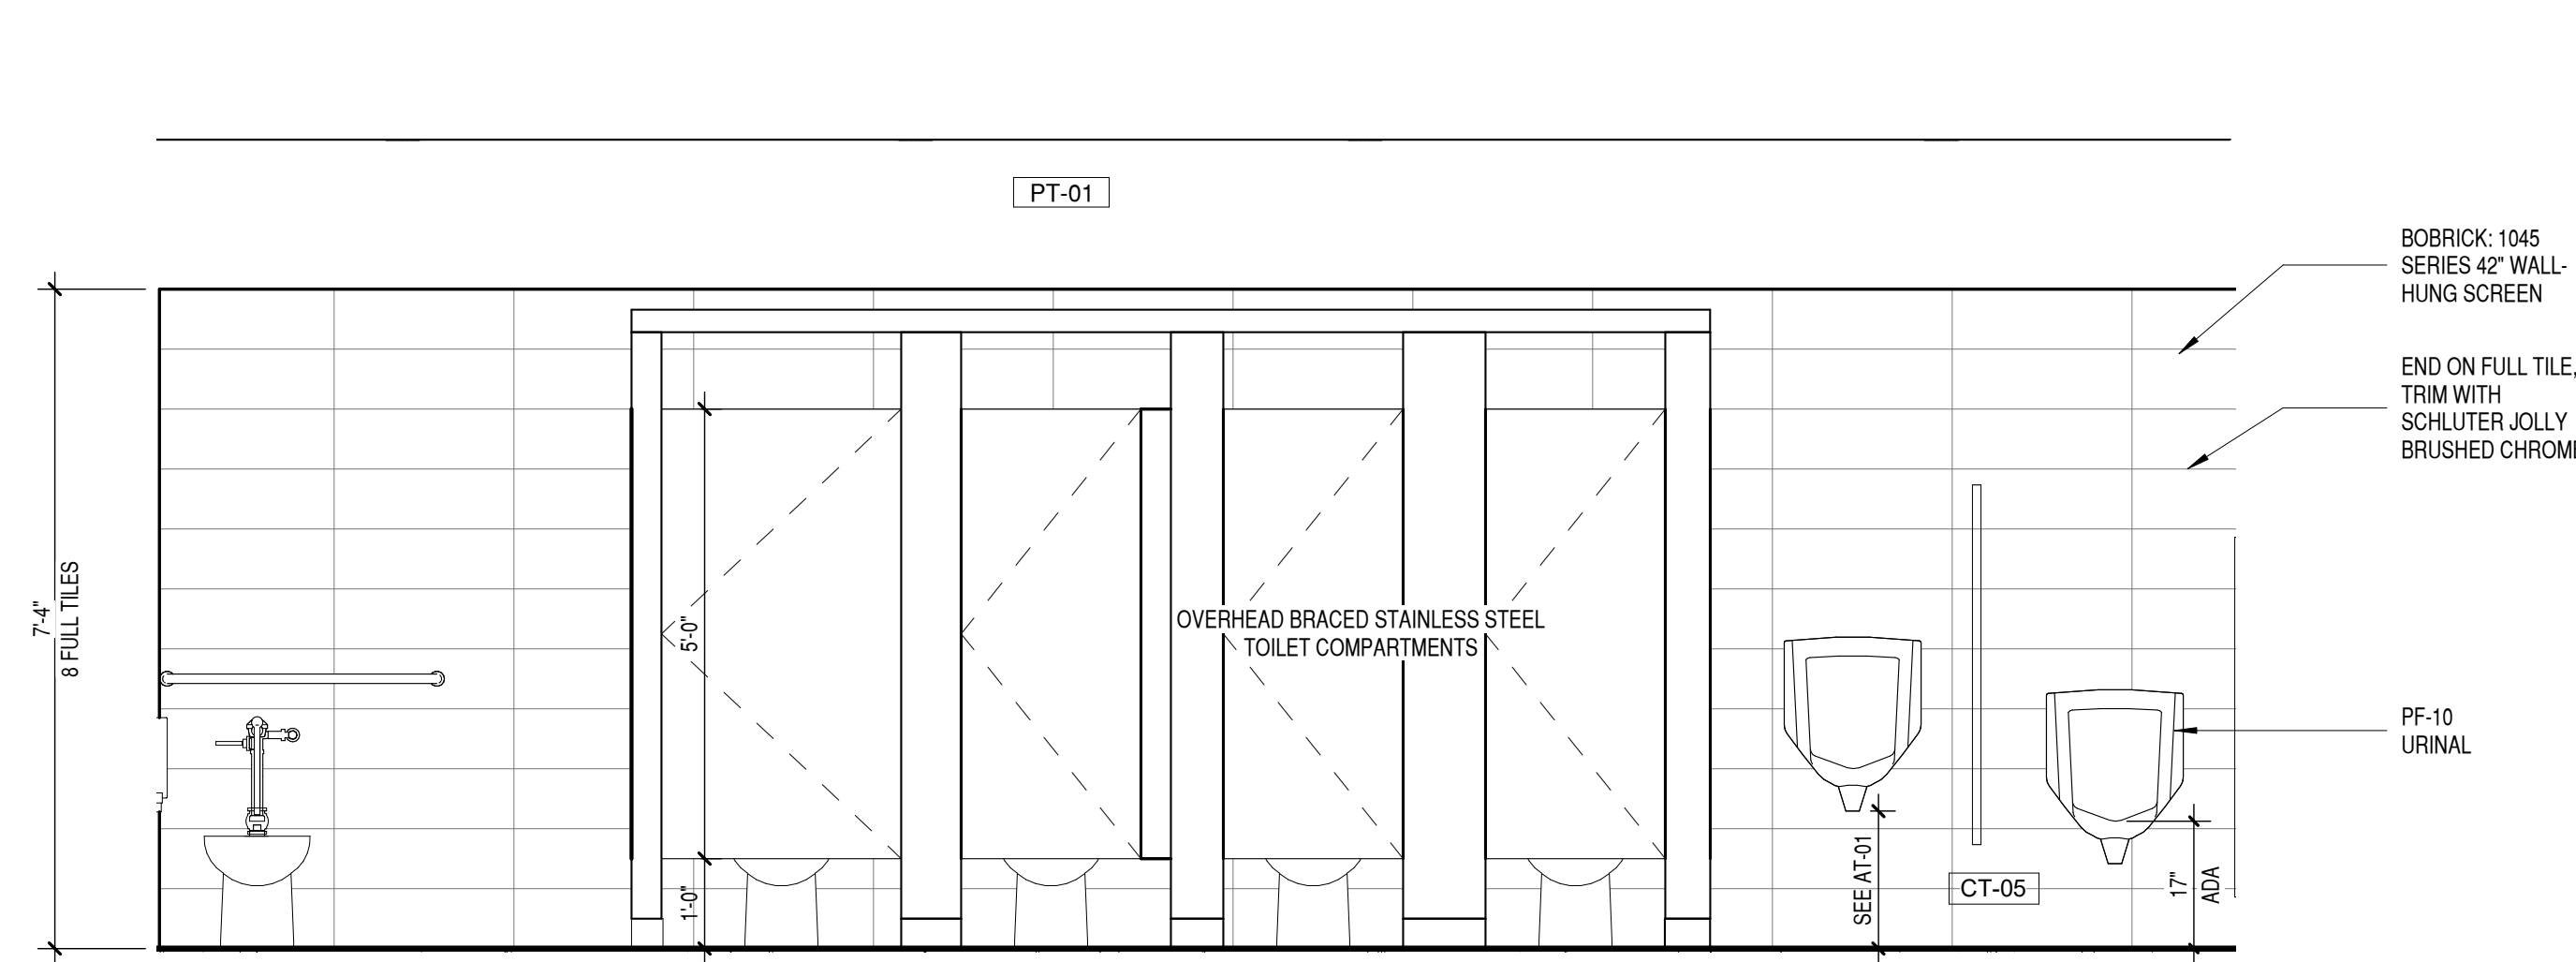 PT-01
BOBRICK: 1045
SERIES 42" WALL-
HUNG SCREEN
END ON FULL TILE,
TRIM WITH
SCHLUTER JOLLY
BRUSHED CHROME
7'-4"
8 FULL TILES
5'-0"
OVERHEAD BRACED STAINLESS STEEL
TOILET COMPARTMENTS
PF-10
URINAL
1'-0"
SEE AT-01
CT-05
17"
ADA